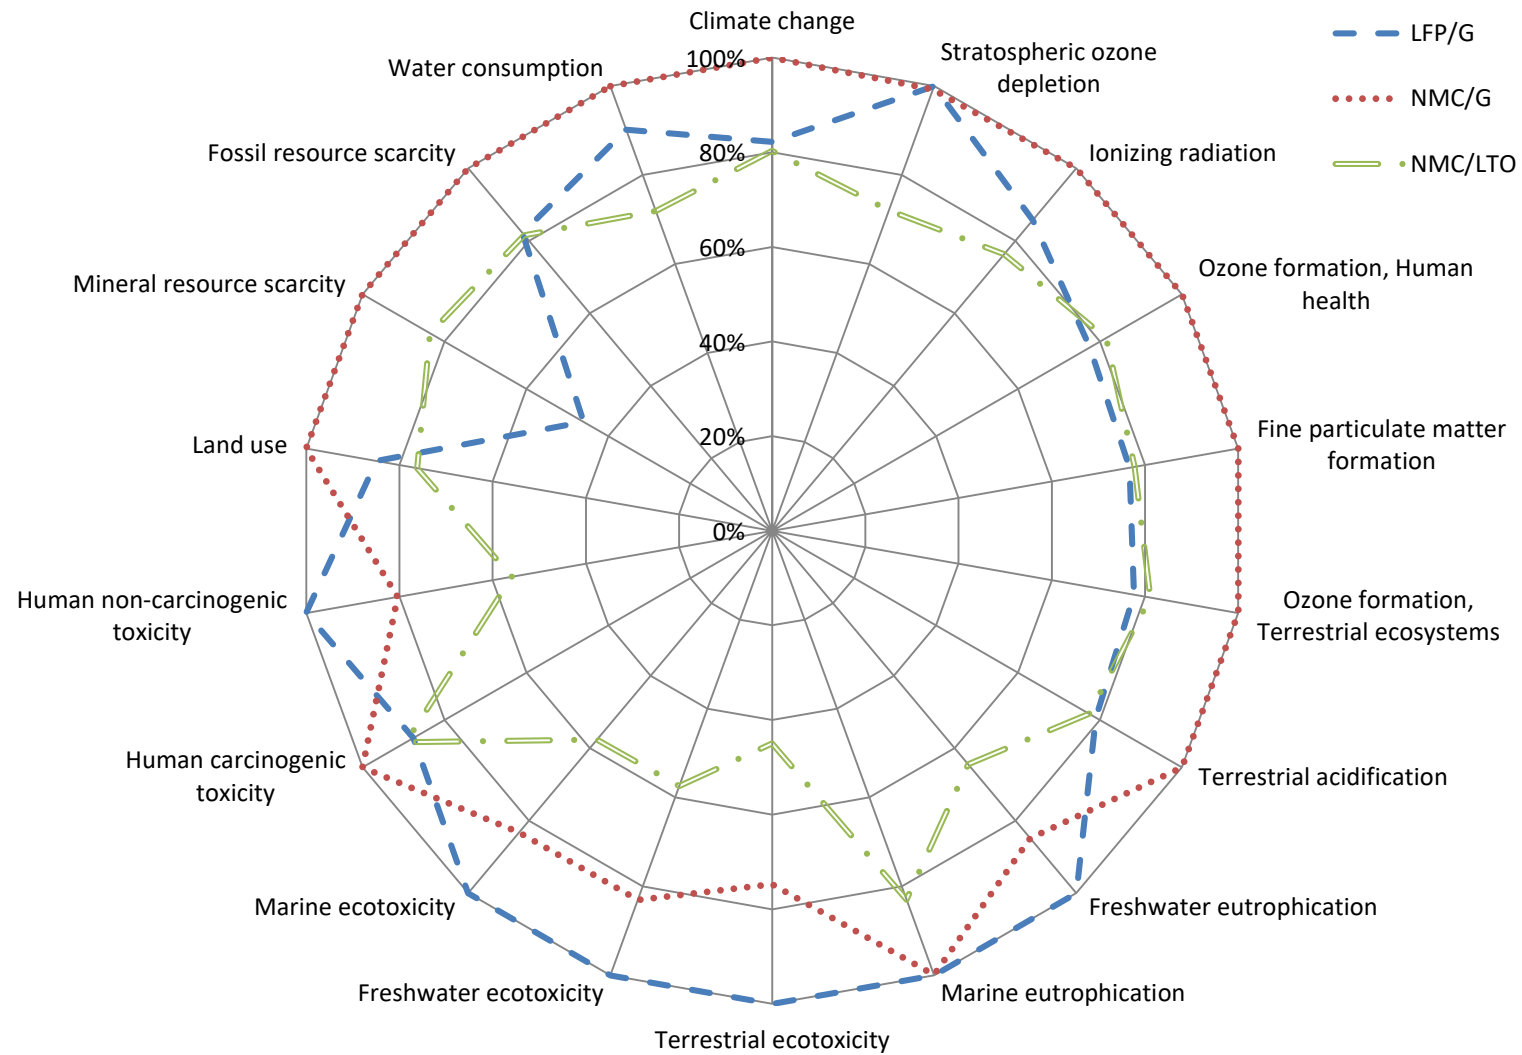 Climate change
Stratospheric ozone
depletion
Ionizing radiation
Ozone formation, Human
health
Fine particulate matter
formation
Ozone formation,
Terrestrial ecosystems
Terrestrial acidification
Freshwater eutrophication
Marine eutrophication
Terrestrial ecotoxicity
Freshwater ecotoxicity
Marine ecotoxicity
Human carcinogenic
toxicity
Human non-carcinogenic
toxicity
Land use
Mineral resource scarcity
Fossil resource scarcity
Water consumption
100%
80%
60%
40%
20%
0%
LFP/G
NMC/G
NMC/LTO